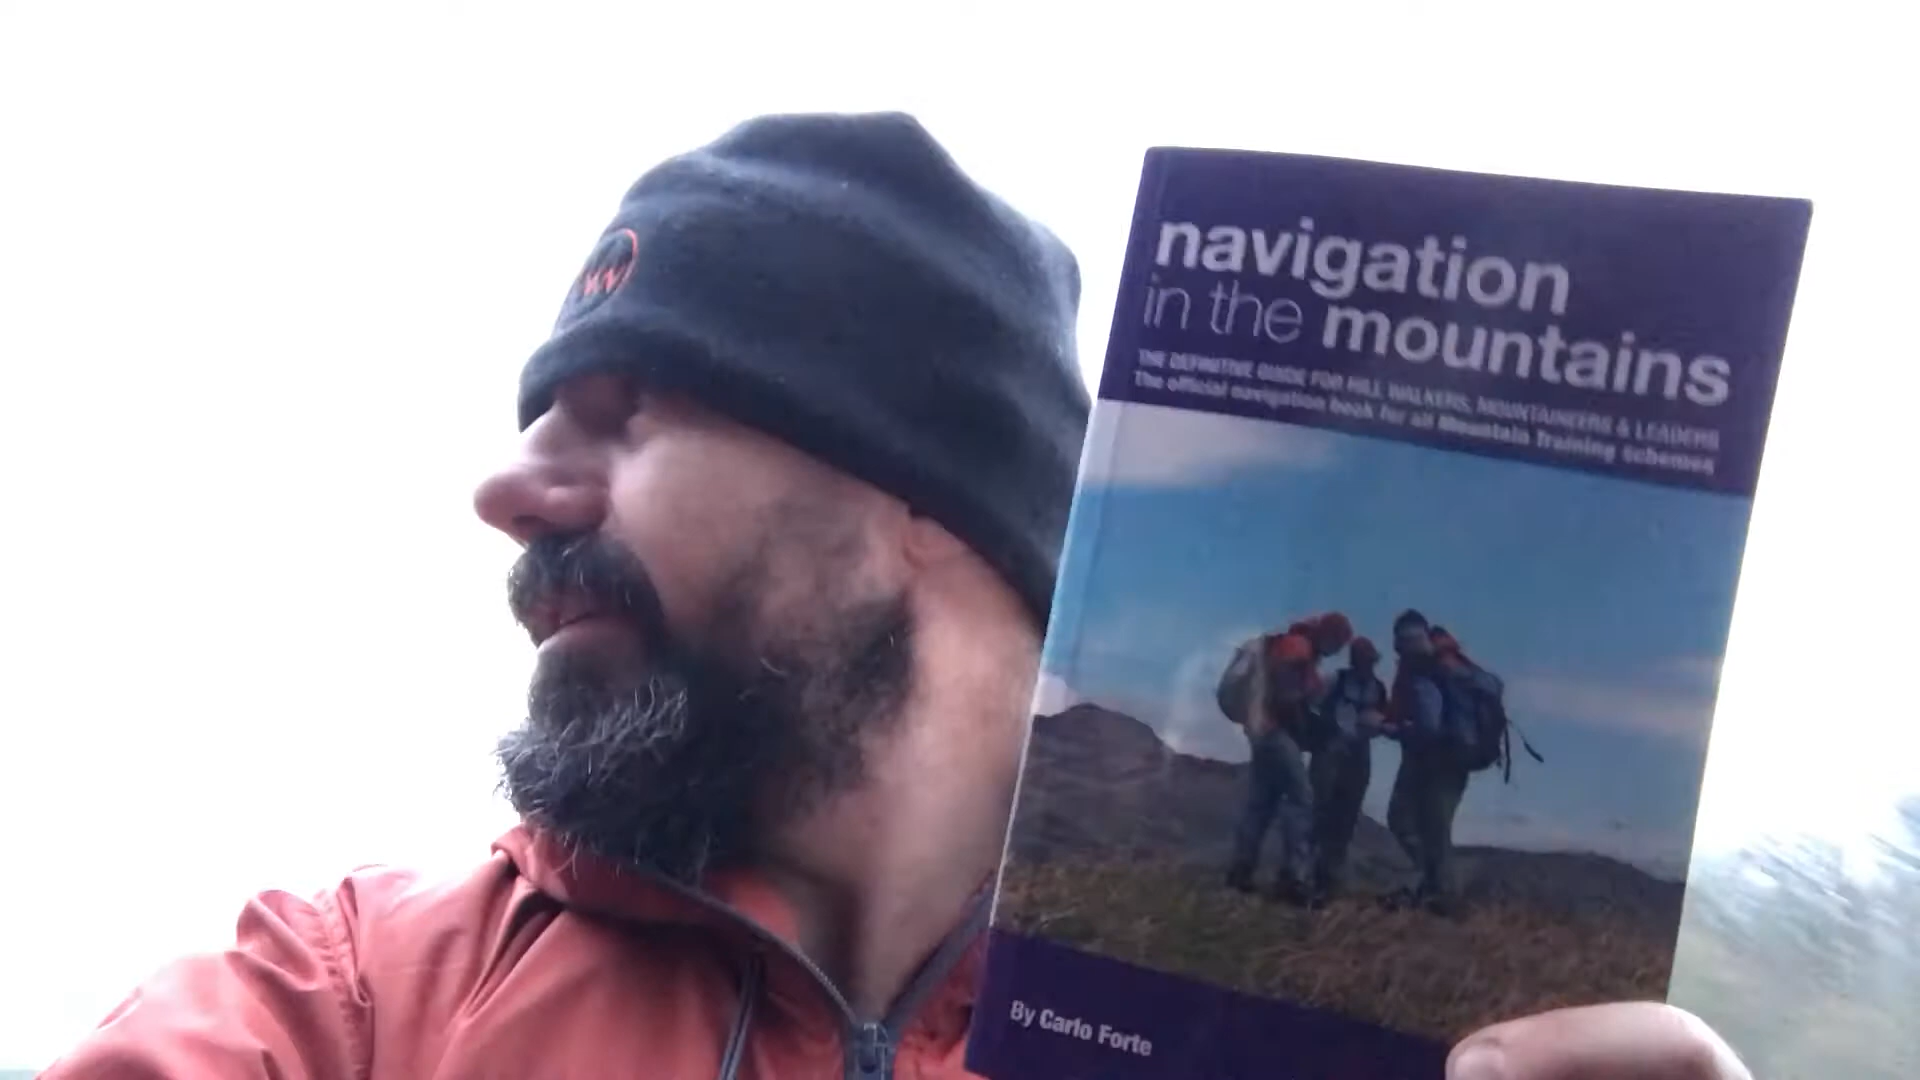 navigation
in the mountains
THE DEFINITIVE GUIDE FOR HILL WALKERS, MOUNTAINEERS & LEADERS
The official navigation book for all Mountain Training schemes
By Carlo Forte